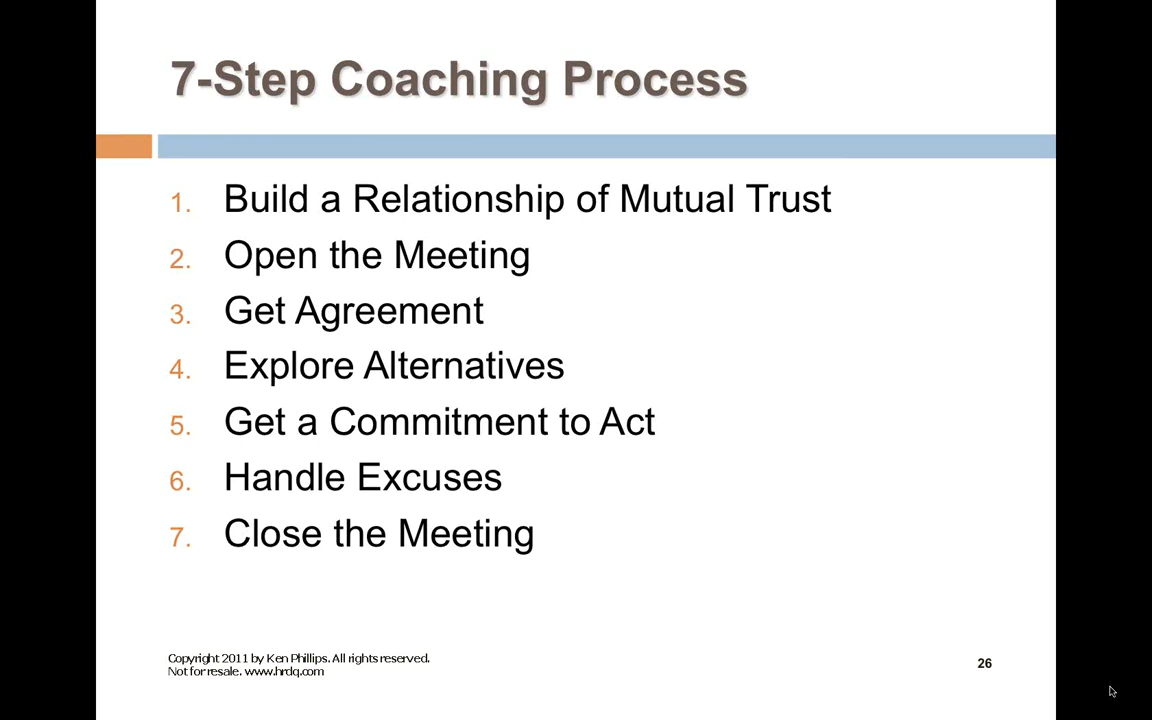 7-Step Coaching Process
1. Build a Relationship of Mutual Trust
2. Open the Meeting
3. Get Agreement
4. Explore Alternatives
5. Get a Commitment to Act
6. Handle Excuses
7. Close the Meeting
Copyright 2011 by Ken Phillips. All rights reserved.
Not for resale. www.hrdq.com
26